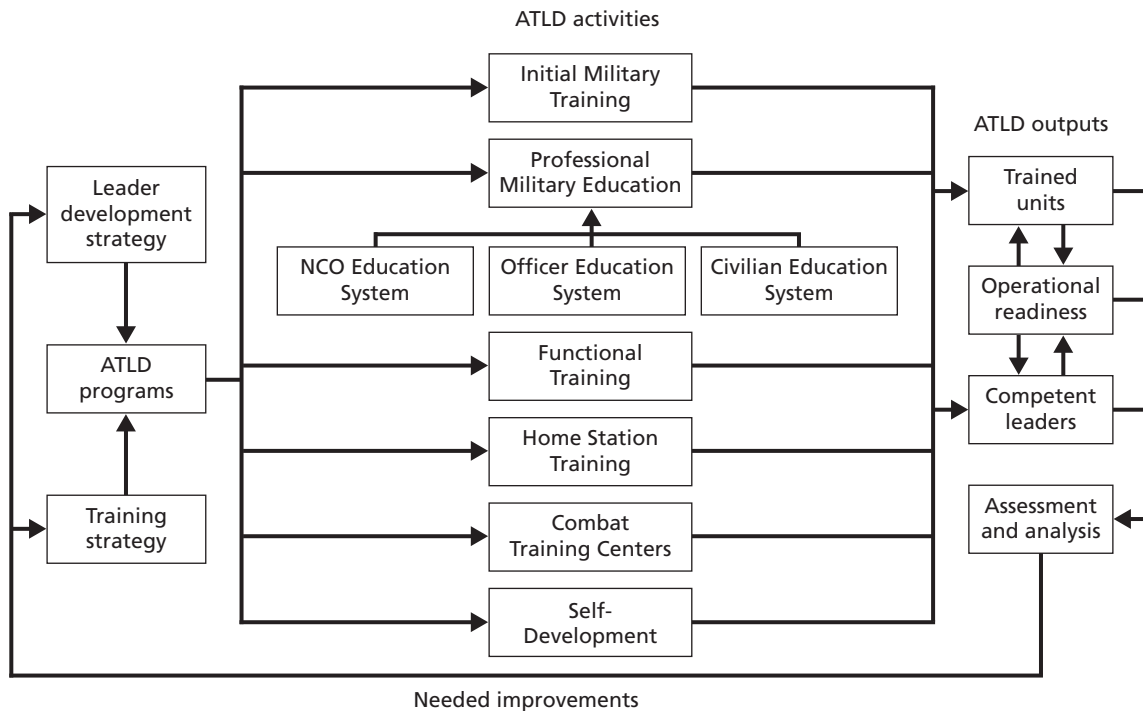 ATLD activities
Initial Military
Training
Professional
Military Education
NCO Education
System
Officer Education
System
Civilian Education
System
Functional
Training
Home Station
Training
Combat
Training Centers
Self-
Development
Leader
development
strategy
ATLD
programs
Training
strategy
ATLD outputs
Trained
units
Operational
readiness
Competent
leaders
Assessment
and analysis
Needed improvements